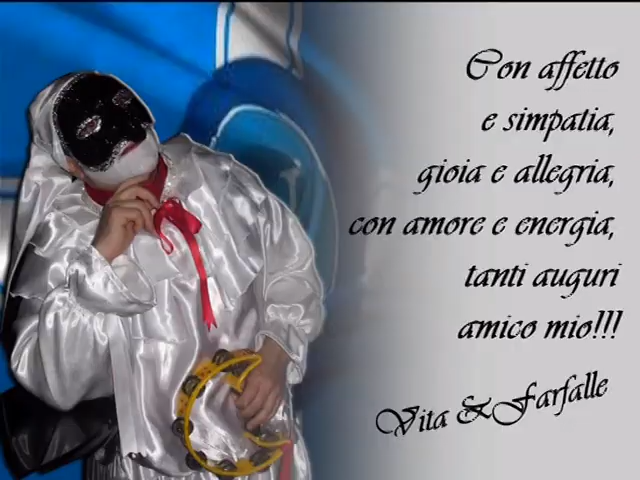 Con affetto
e simpatia,
gioia e allegria,
con amore e energia,
tanti auguri
amico mio!!!
Vita & Farfalle